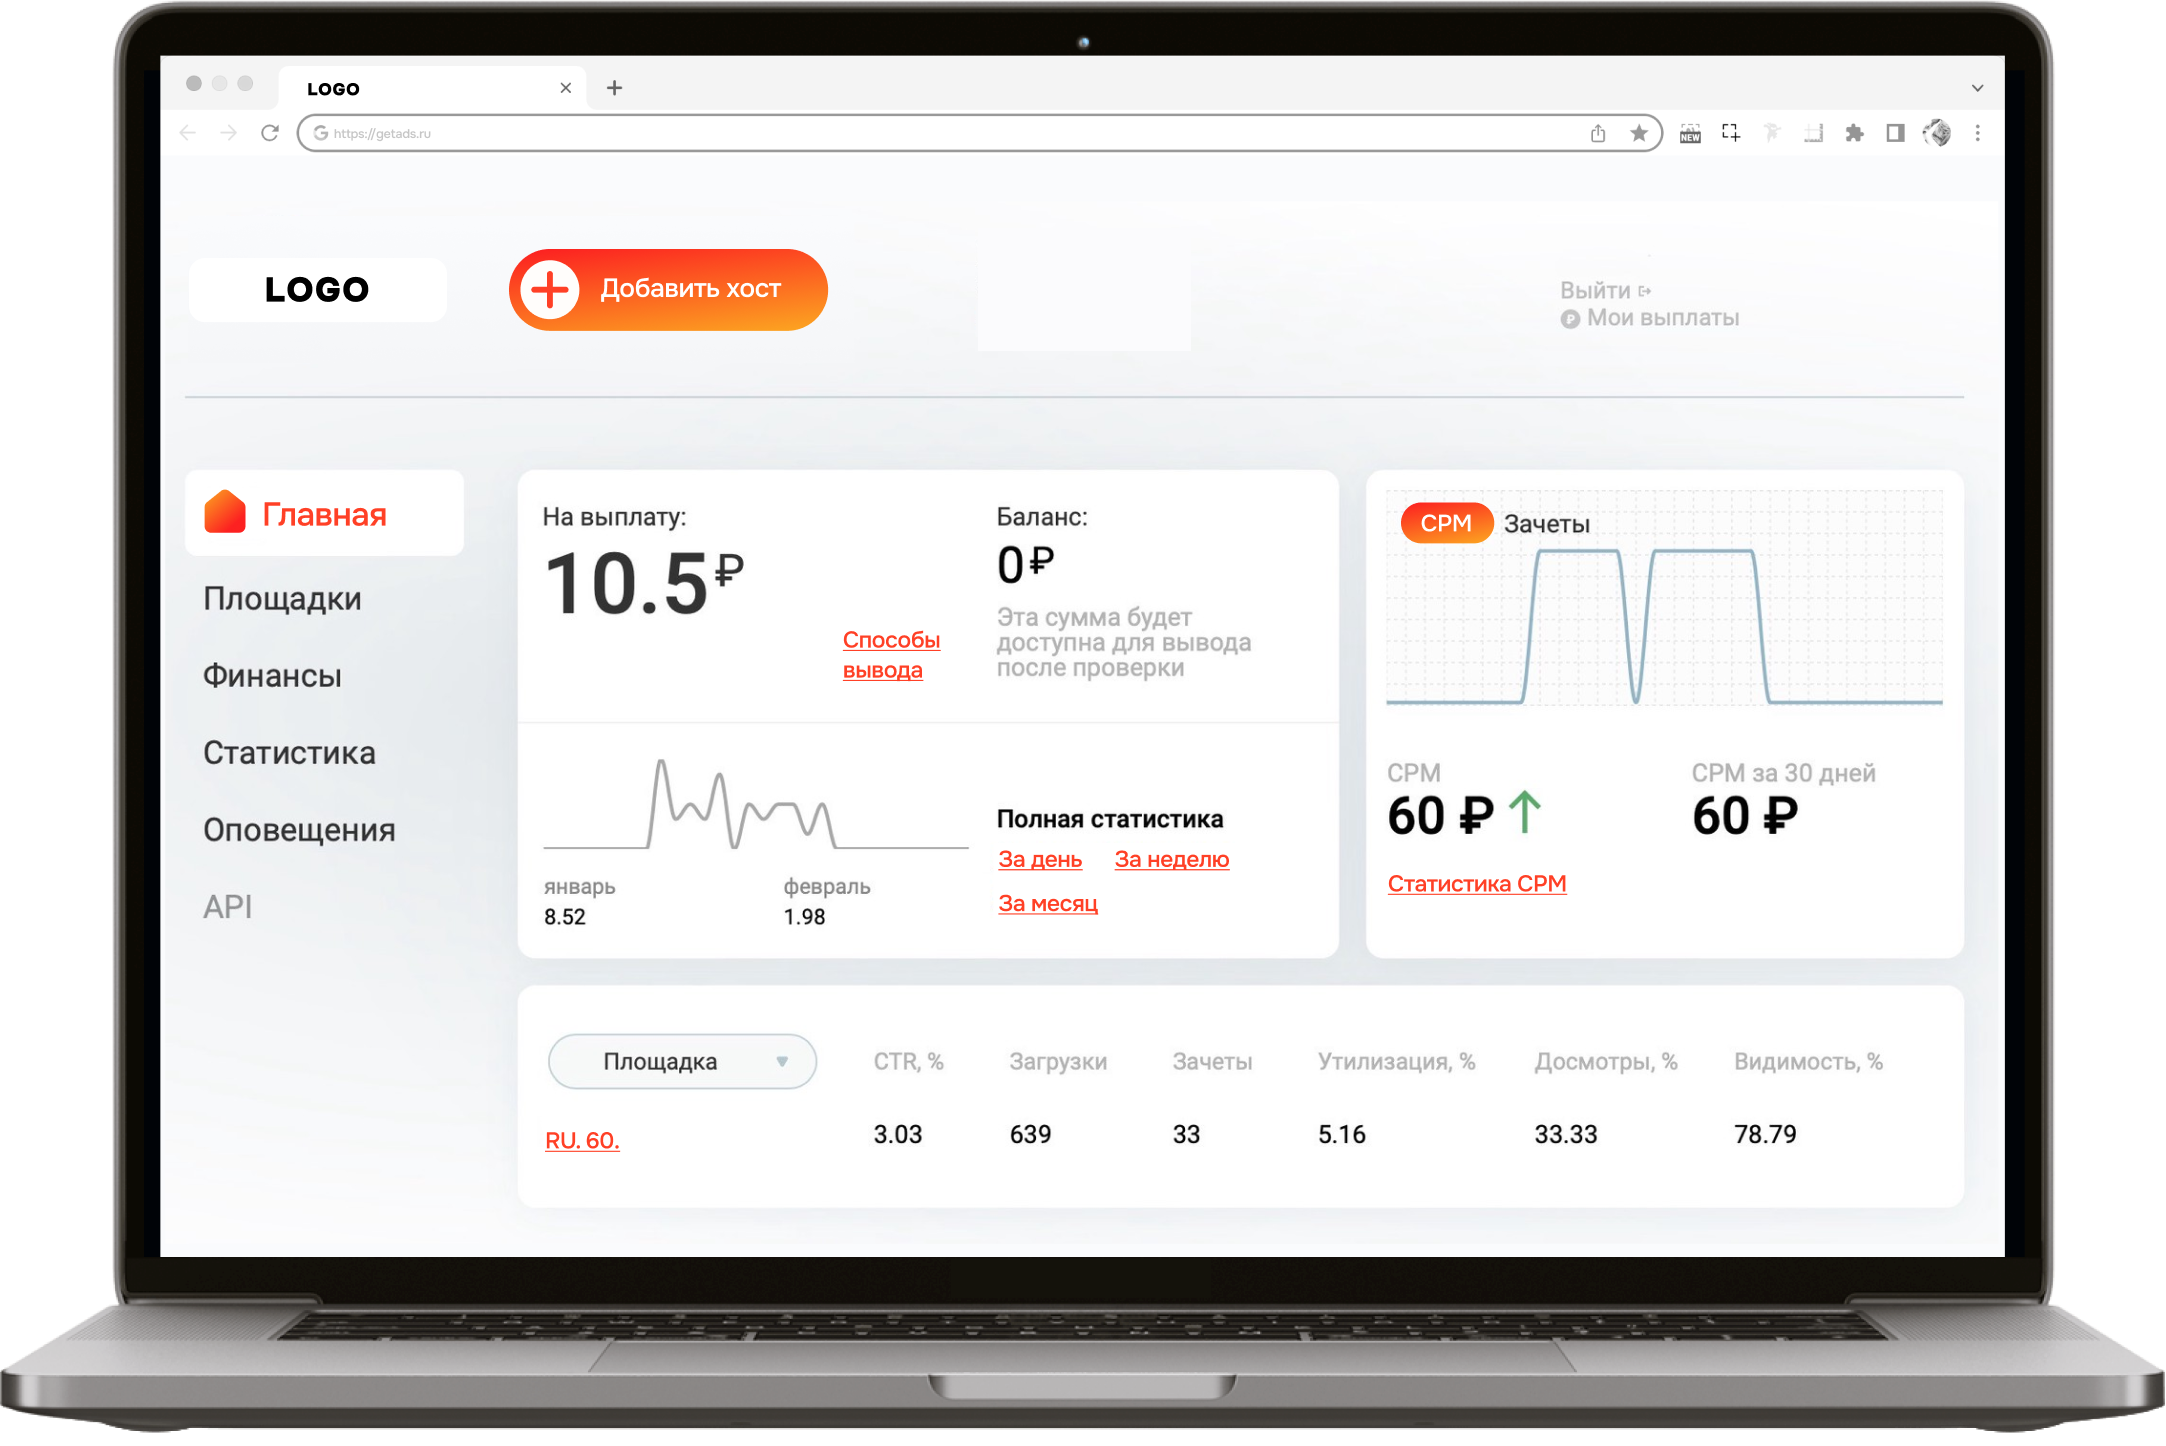 LOGO
https://getads.ru
NEW
LOGO
Добавить хост
Выйти
Мои выплаты
Главная
Площадки
Финансы
Статистика
Оповещения
API
На выплату:
10.5₽
Способы
вывода
Баланс:
0₽
Эта сумма будет
доступна для вывода
после проверки
январь
8.52
февраль
1.98
Полная статистика
За день За неделю
За месяц
CPM Зачеты
CPM
60 ₽
CPM за 30 дней
60 ₽
Статистика CPM
Площадка CTR, % Загрузки Зачеты Утилизация, % Досмотры, % Видимость, %
RU. 60. 3.03 639 33 5.16 33.33 78.79